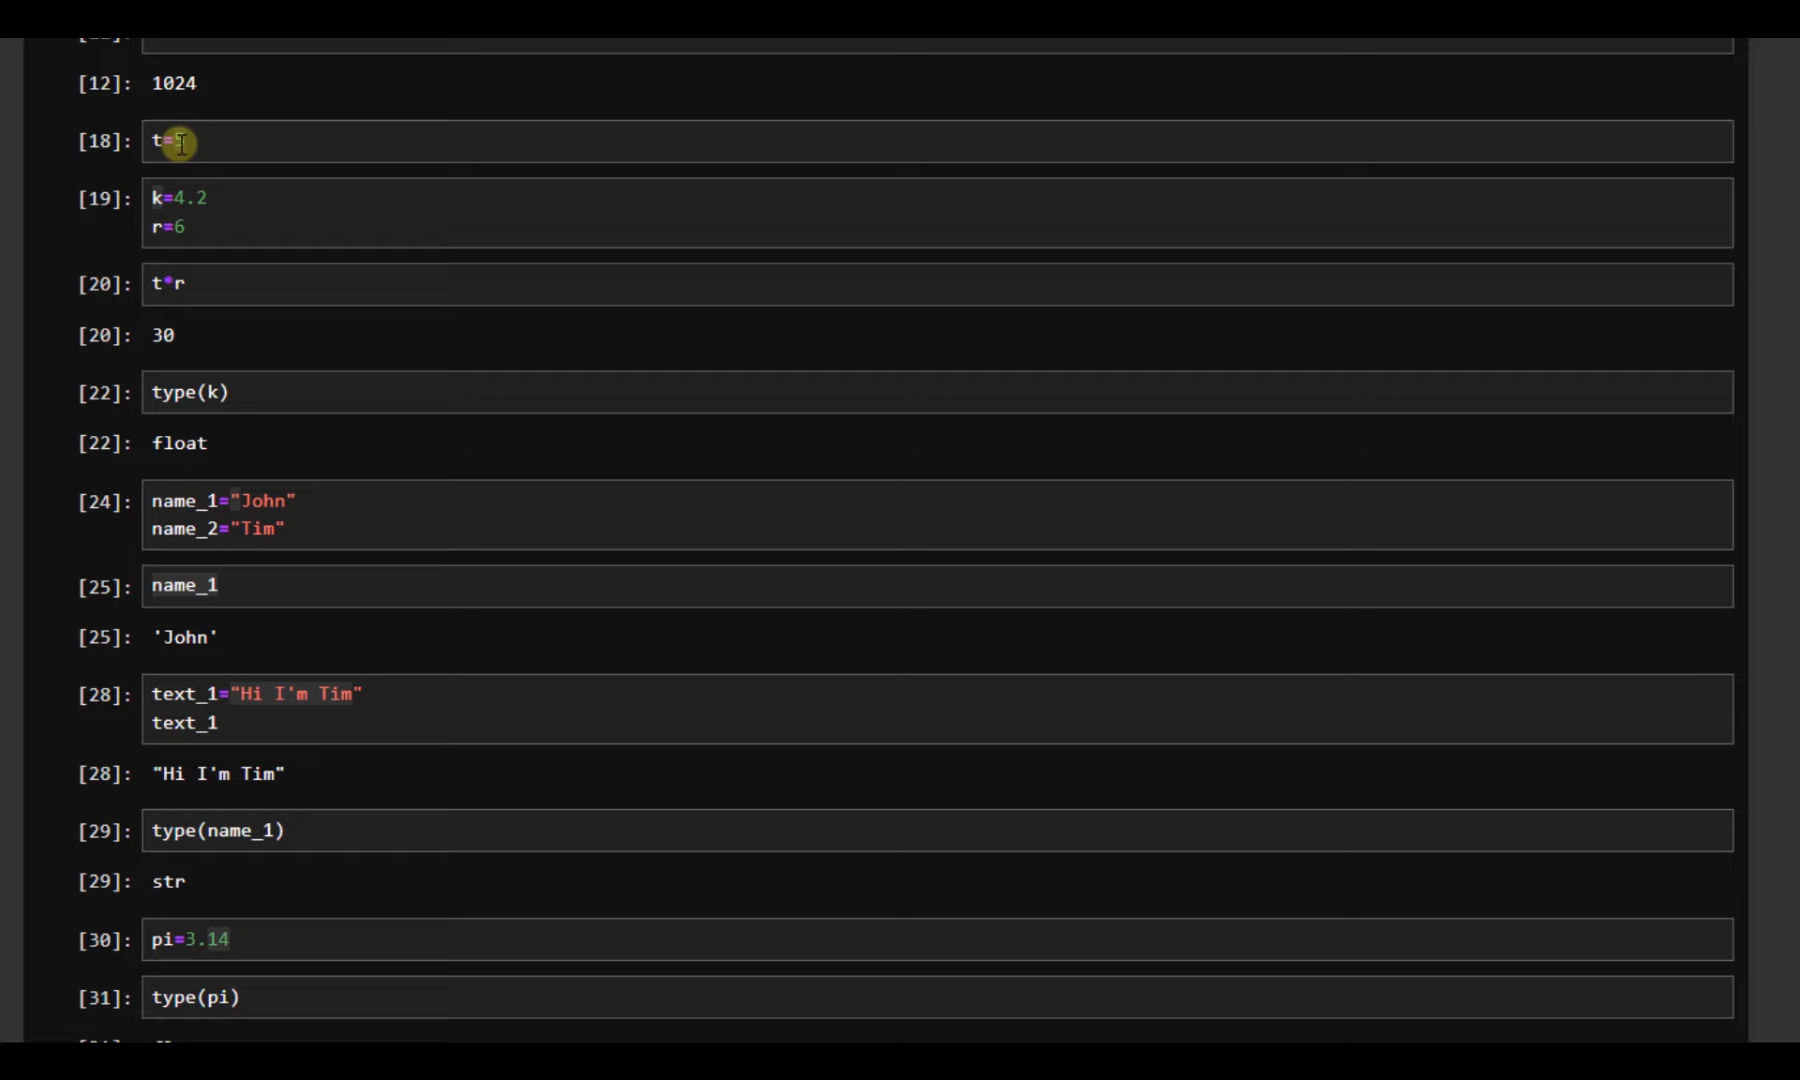 [12]: 1024
[18]: t=5
[19]: k=4.2
r=6
[20]: t*r
[20]: 30
[22]: type(k)
[22]: float
[24]: name_1="John"
name_2="Tim"
[25]: name_1
[25]: 'John'
[28]: text_1="Hi I'm Tim"
text_1
[28]: "Hi I'm Tim"
[29]: type(name_1)
[29]: str
[30]: pi=3.14
[31]: type(pi)